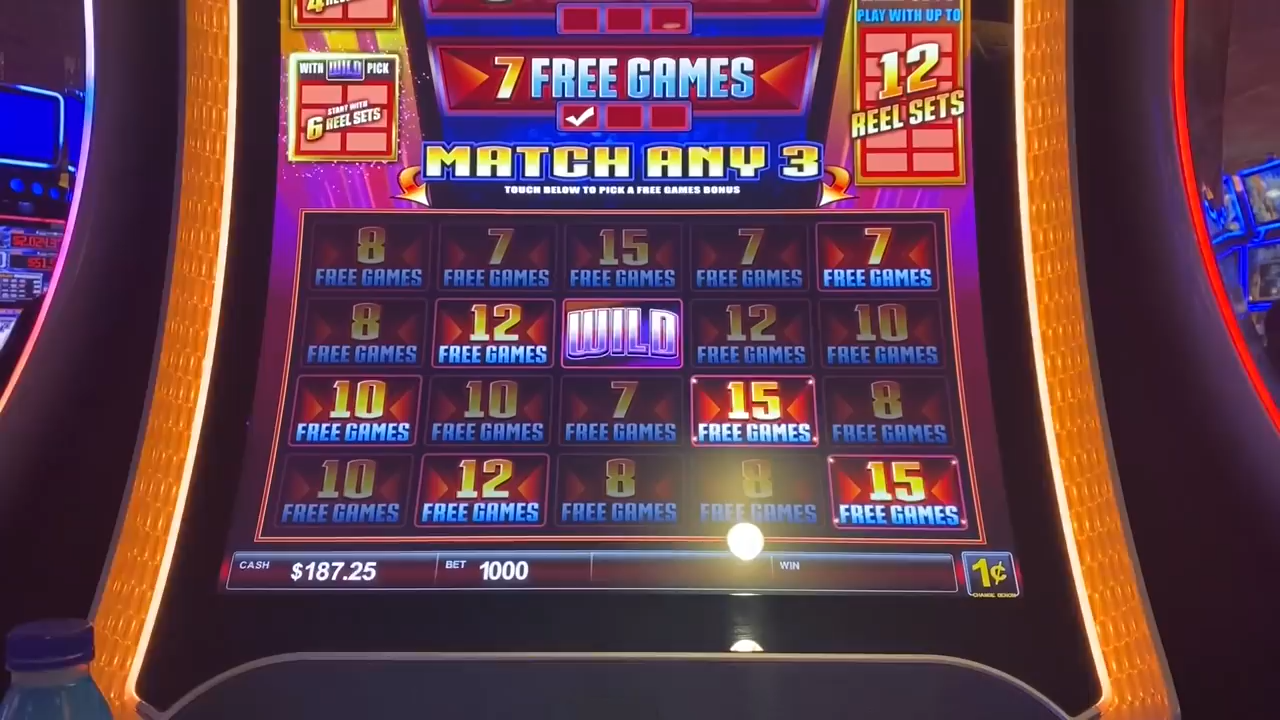 PLAY WITH UP TO
12
REEL SETS
7 FREE GAMES
WITH WILD PICK
START WITH
6 REEL SETS
MATCH ANY 3
TOUCH BELOW TO PICK A FREE GAMES BONUS
8 FREE GAMES
7 FREE GAMES
15 FREE GAMES
7 FREE GAMES
7 FREE GAMES
8 FREE GAMES
12 FREE GAMES
WILD
12 FREE GAMES
10 FREE GAMES
10 FREE GAMES
10 FREE GAMES
7 FREE GAMES
15 FREE GAMES
8 FREE GAMES
10 FREE GAMES
12 FREE GAMES
8 FREE GAMES
8 FREE GAMES
15 FREE GAMES
CASH $187.25
BET 1000
WIN
1¢